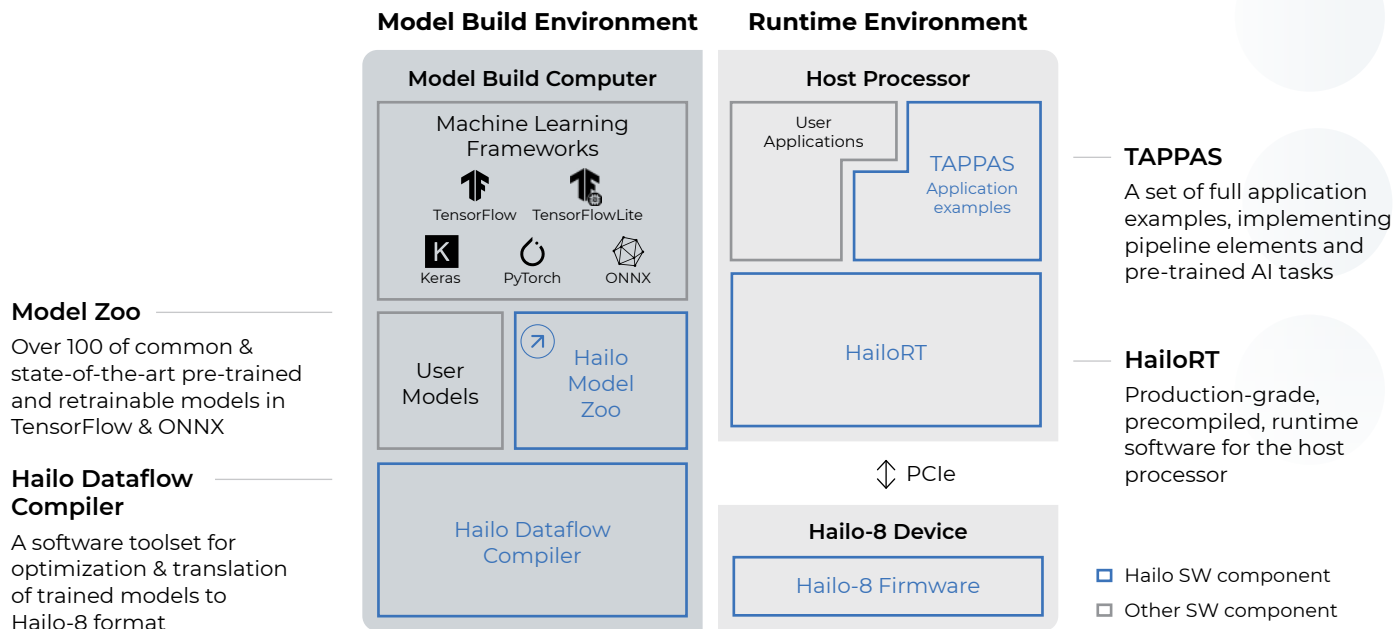 Model Build Environment
Runtime Environment
Model Build Computer
Machine Learning
Frameworks
TensorFlow
TensorFlowLite
K
Keras
PyTorch
ONNX
User
Models
Hailo
Model
Zoo
Hailo Dataflow
Compiler
Host Processor
User
Applications
TAPPAS
Application
examples
HailoRT
PCIe
Hailo-8 Device
Hailo-8 Firmware
Model Zoo
Over 100 of common &
state-of-the-art pre-trained
and retrainable models in
TensorFlow & ONNX
Hailo Dataflow
Compiler
A software toolset for
optimization & translation
of trained models to
Hailo-8 format
TAPPAS
A set of full application
examples, implementing
pipeline elements and
pre-trained AI tasks
HailoRT
Production-grade,
precompiled, runtime
software for the host
processor
Hailo SW component
Other SW component